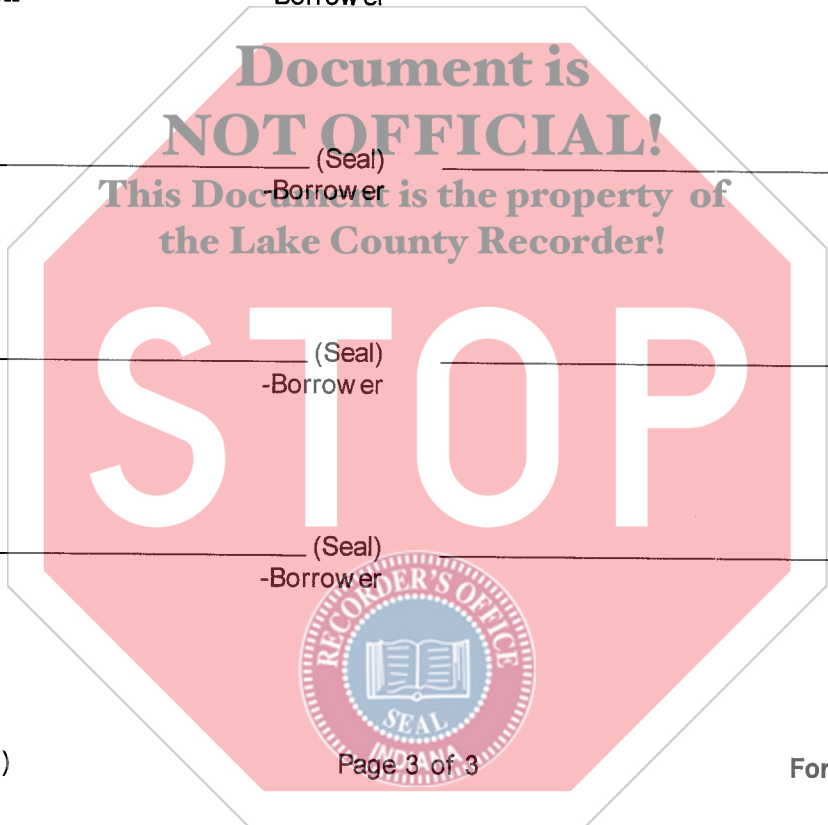 -Borrower
Document is
NOT OFFICIAL!
(Seal)
-Borrower
This Document is the property of
the Lake County Recorder!
STOP
(Seal)
-Borrower
(Seal)
-Borrower
RECORDER'S OFFICE
SEAL
INDIANA
)
Page 3 of 3